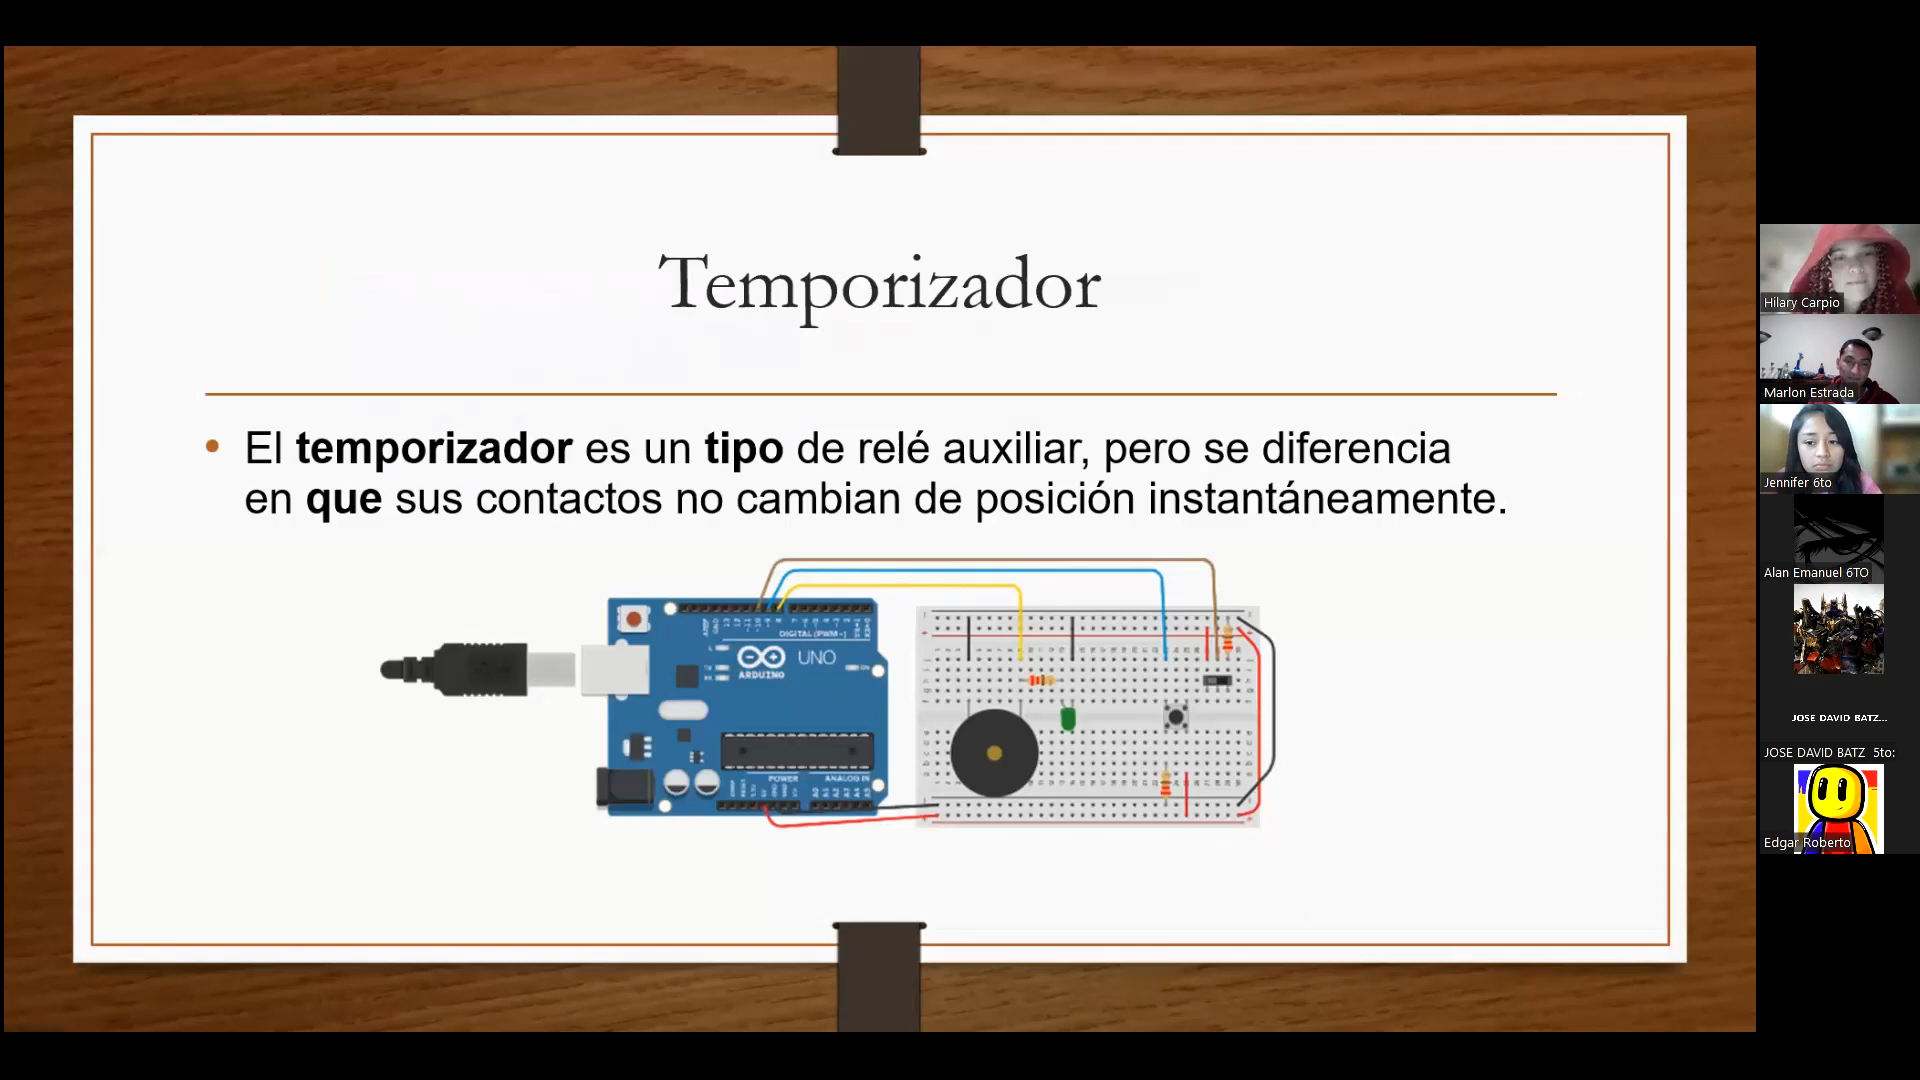 Temporizador
• El temporizador es un tipo de relé auxiliar, pero se diferencia
en que sus contactos no cambian de posición instantáneamente.
DIGITAL (PWM~)
UNO
ARDUINO
POWER
ANALOG IN
Hilary Carpio
Marlon Estrada
Jennifer 6to
Alan Emanuel 6TO
JOSE DAVID BATZ...
JOSE DAVID BATZ 5to:
Edgar Roberto